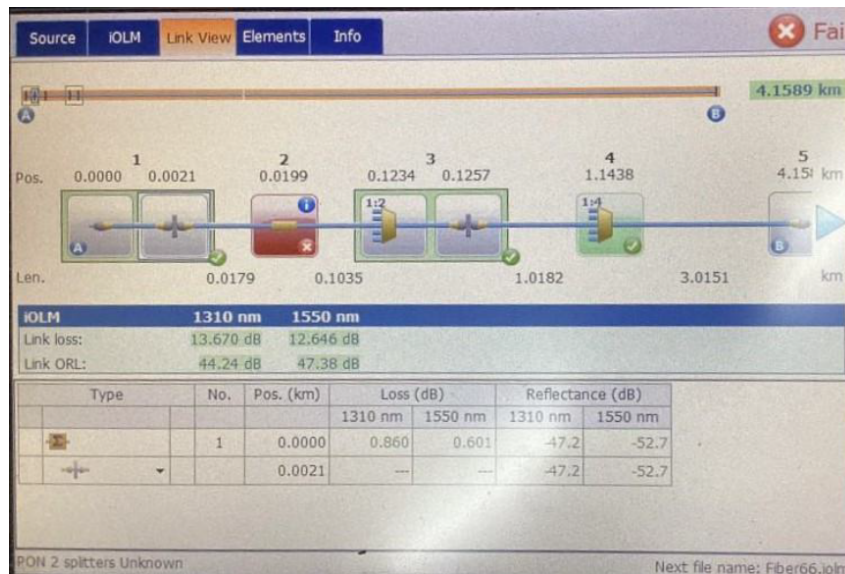 Source iOLM Link View Elements Info Fai
4.1589 km
A B
1 2 3 4 5
Pos. 0.0000 0.0021 0.0199 0.1234 0.1257 1.1438 4.15 km
1:2 1:4
A B
Len. 0.0179 0.1035 1.0182 3.0151 km
iOLM 1310 nm 1550 nm
Link loss: 13.670 dB 12.646 dB
Link ORL: 44.24 dB 47.38 dB
Type No. Pos. (km) Loss (dB) Reflectance (dB)
1310 nm 1550 nm 1310 nm 1550 nm
Σ 1 0.0000 0.860 0.601 -47.2 -52.7
0.0021 --- --- -47.2 -52.7
PON 2 splitters Unknown
Next file name: Fiber66.iolm